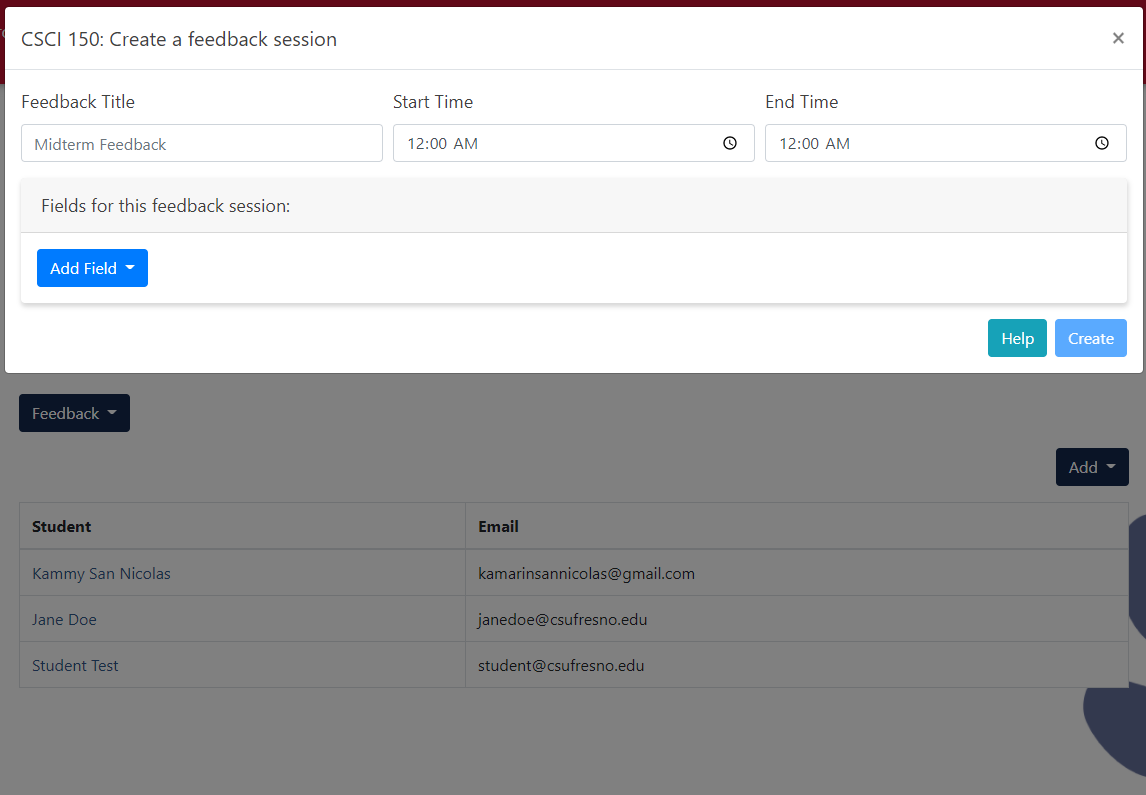 CSCI 150: Create a feedback session ×
Feedback Title Start Time End Time
Midterm Feedback 12:00 AM 12:00 AM
Fields for this feedback session:
Add Field
Help Create
Feedback
Add
Student Email
Kammy San Nicolas kamarinsannicolas@gmail.com
Jane Doe janedoe@csufresno.edu
Student Test student@csufresno.edu